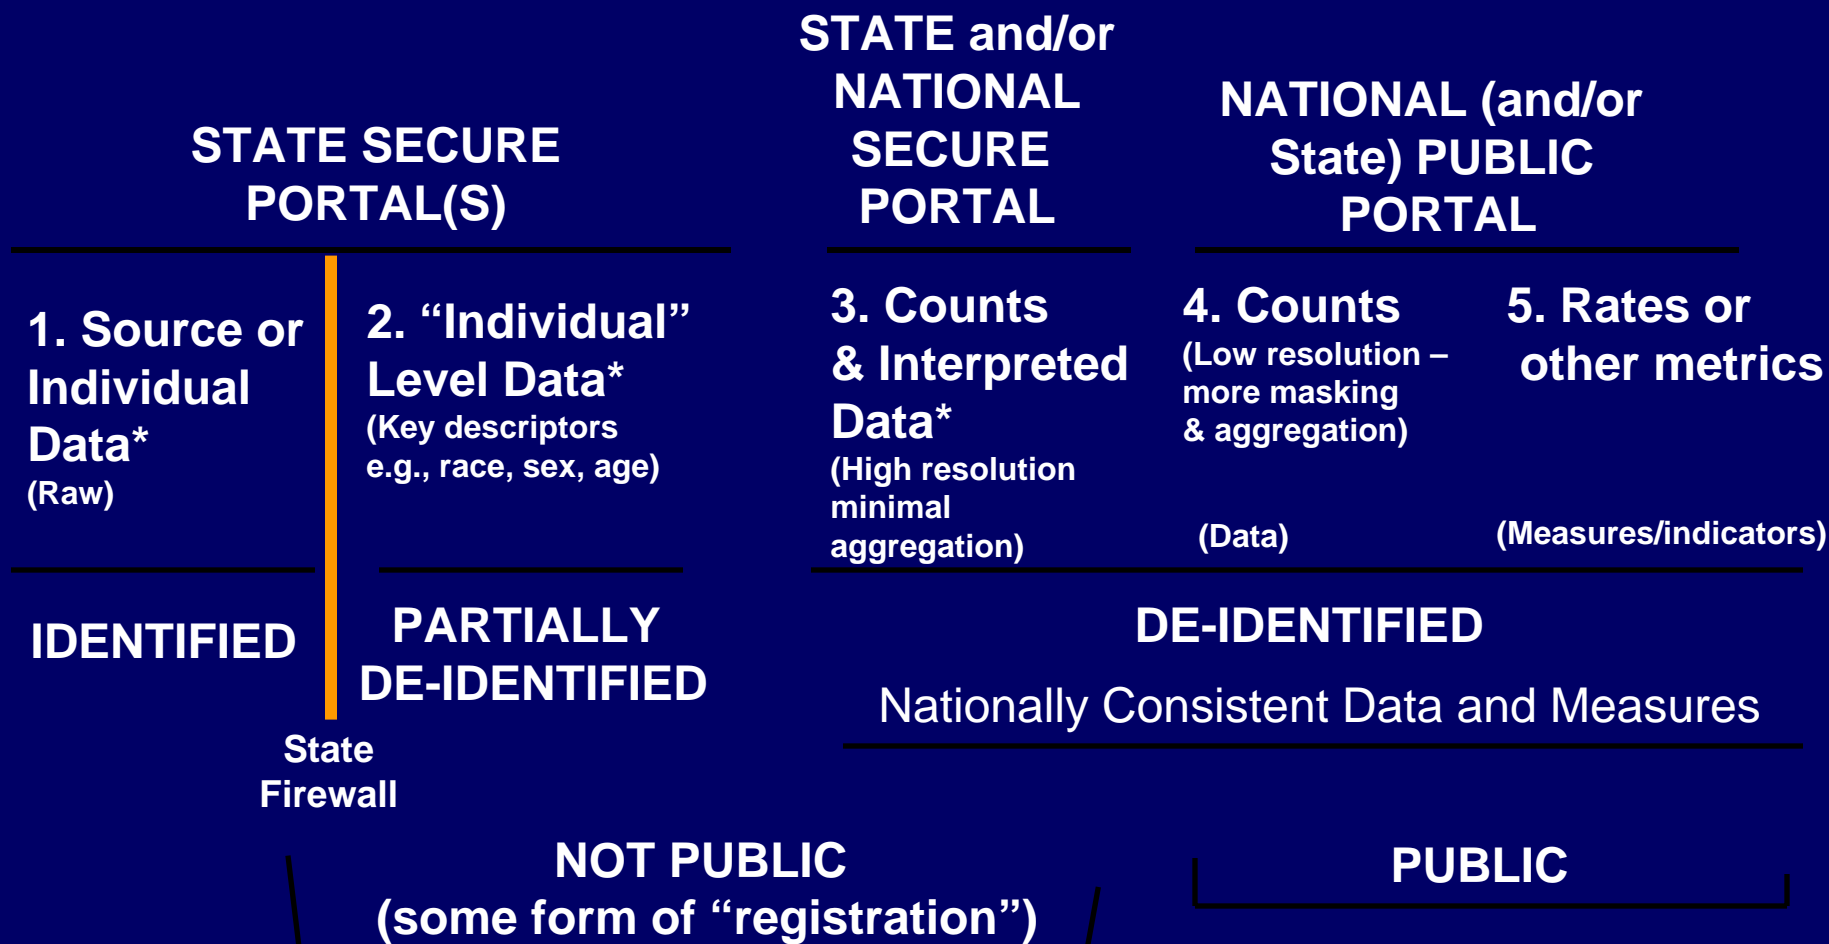 STATE SECURE
PORTAL(S)
STATE and/or
NATIONAL
SECURE
PORTAL
NATIONAL (and/or
State) PUBLIC
PORTAL
1. Source or
Individual
Data*
(Raw)
2. “Individual”
Level Data*
(Key descriptors
e.g., race, sex, age)
3. Counts
& Interpreted
Data*
(High resolution
minimal
aggregation)
4. Counts
(Low resolution –
more masking
& aggregation)
(Data)
5. Rates or
other metrics
(Measures/indicators)
IDENTIFIED
PARTIALLY
DE-IDENTIFIED
DE-IDENTIFIED
Nationally Consistent Data and Measures
State
Firewall
NOT PUBLIC
(some form of “registration”)
PUBLIC